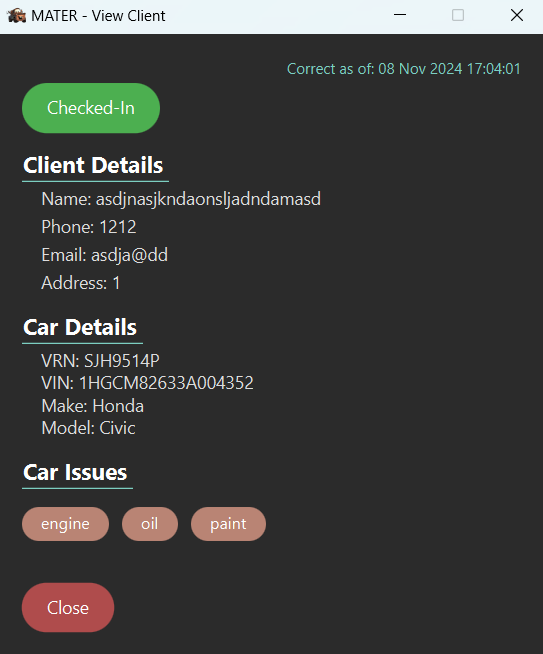 MATER - View Client
Correct as of: 08 Nov 2024 17:04:01
Checked-In
Client Details
Name: asdjnasjkndaonsljadndamasd
Phone: 1212
Email: asdja@dd
Address: 1
Car Details
VRN: SJH9514P
VIN: 1HGCM82633A004352
Make: Honda
Model: Civic
Car Issues
engine oil paint
Close